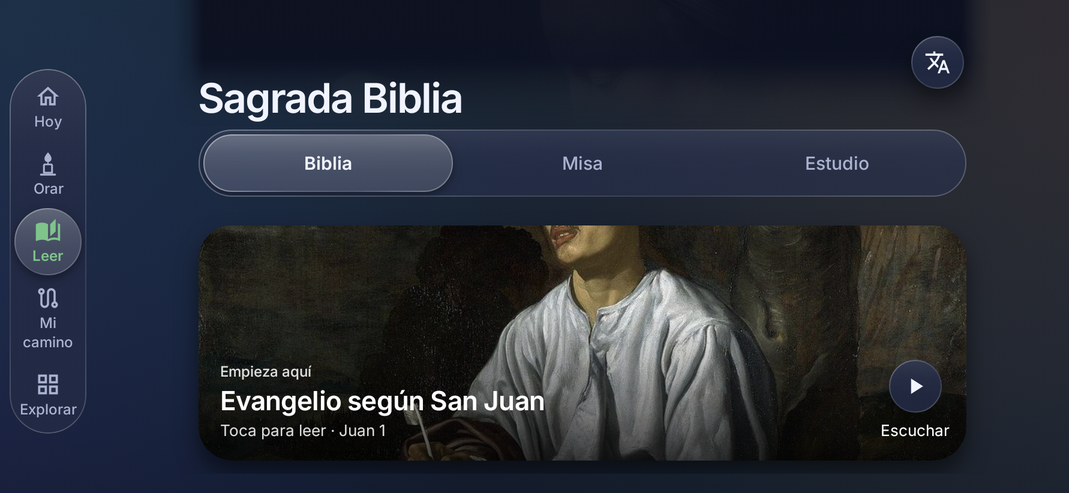 Sagrada Biblia
Hoy
Orar
Leer
Mi
camino
Explorar
Biblia
Misa
Estudio
Empieza aquí
Evangelio según San Juan
Toca para leer · Juan 1
Escuchar